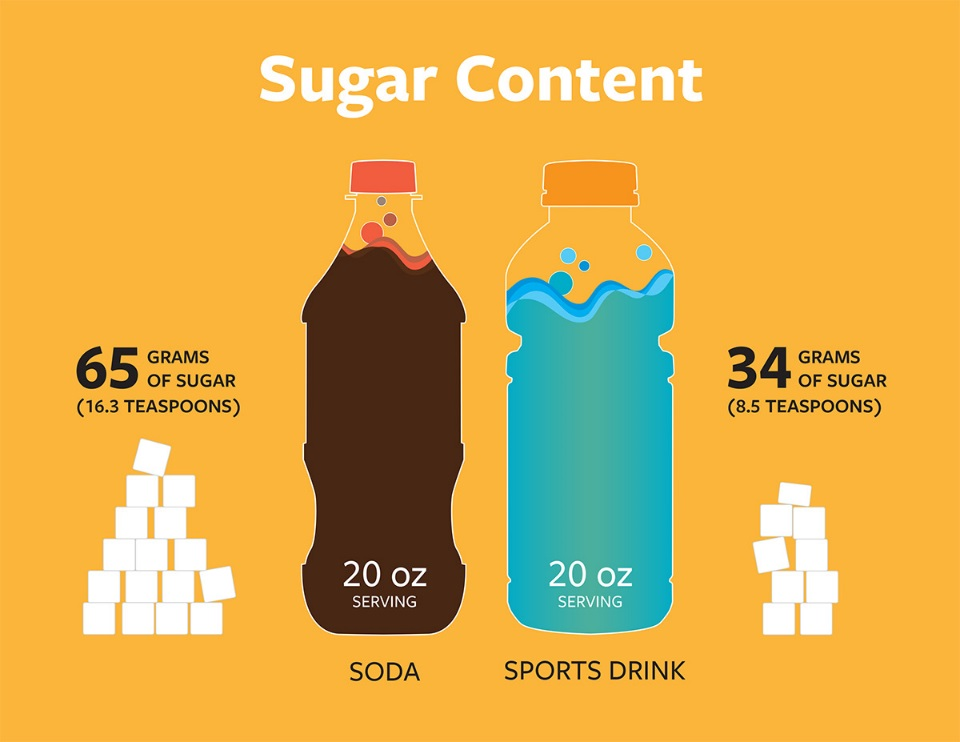 Sugar Content
65 GRAMS
OF SUGAR
(16.3 TEASPOONS)
34 GRAMS
OF SUGAR
(8.5 TEASPOONS)
20 oz
SERVING
20 oz
SERVING
SODA
SPORTS DRINK